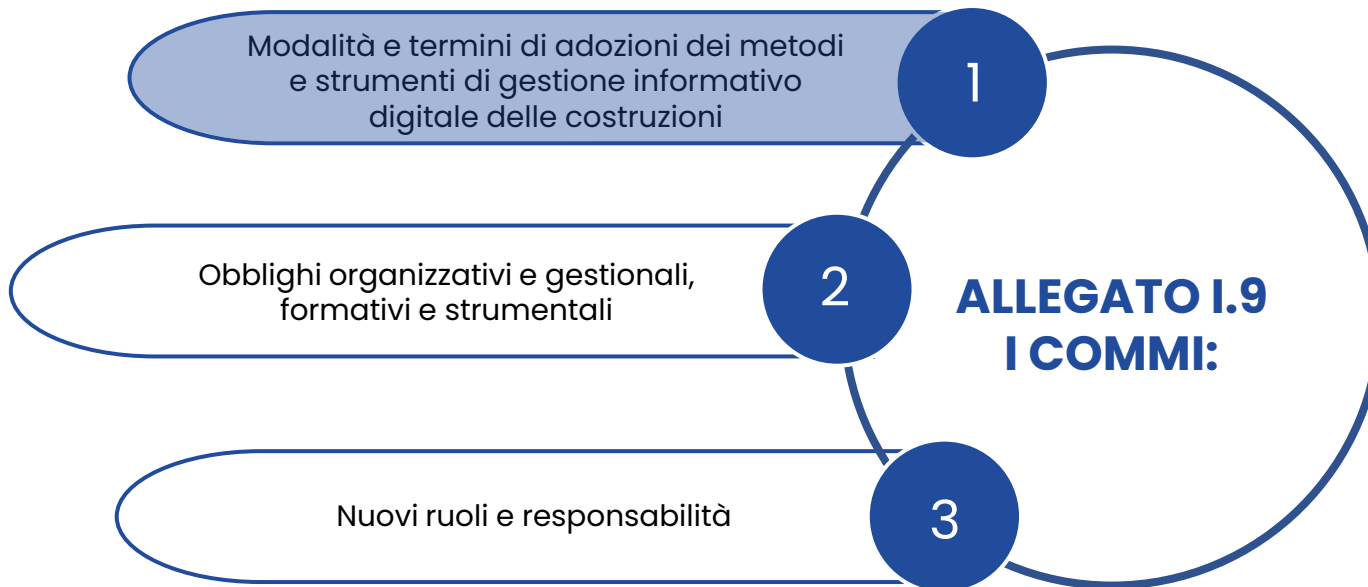 Modalità e termini di adozioni dei metodi
e strumenti di gestione informativo
digitale delle costruzioni
1
Obblighi organizzativi e gestionali,
formativi e strumentali
2
ALLEGATO I.9
I COMMI:
Nuovi ruoli e responsabilità
3